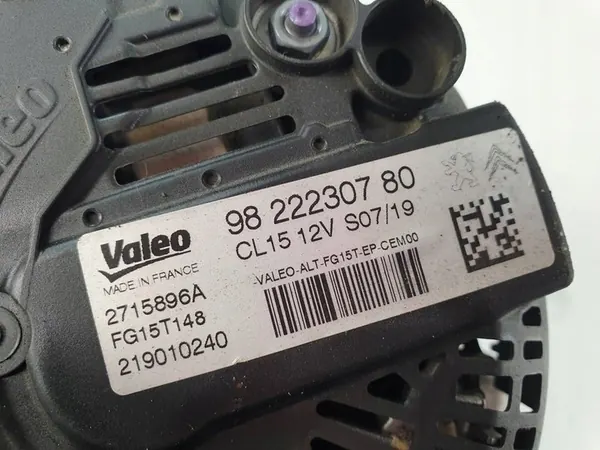 Valeo
98 222307 80
CL15 12V S07/19
Valeo
MADE IN FRANCE
VALEO-ALT-FG15T-EP-CEM00
2715896A
FG15T148
219010240